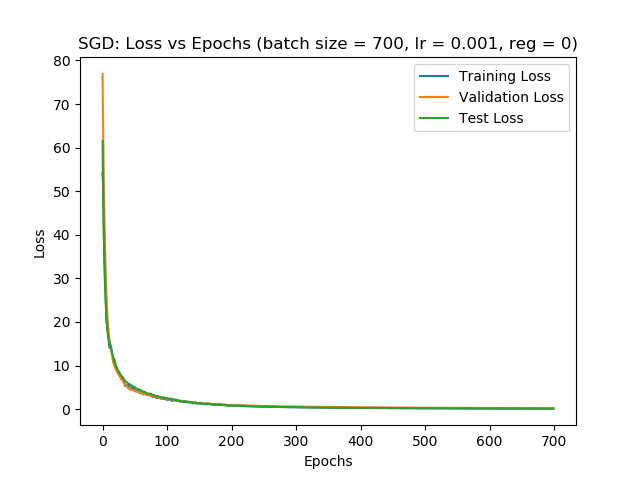 SGD: Loss vs Epochs (batch size = 700, lr = 0.001, reg = 0)
80
70
60
50
40
30
20
10
0
Loss
Training Loss
Validation Loss
Test Loss
0 100 200 300 400 500 600 700
Epochs